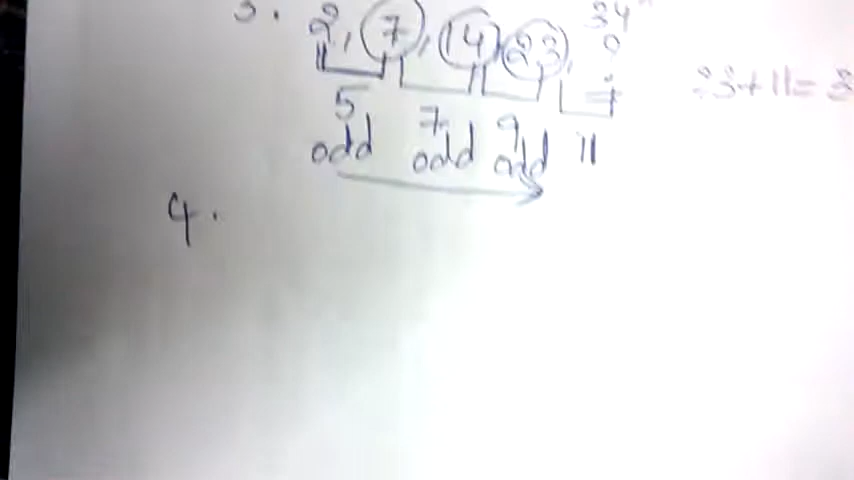 3. 2, 7, 14, 23, ?
34
5 7 9 11
odd odd odd
23+11=3
4.